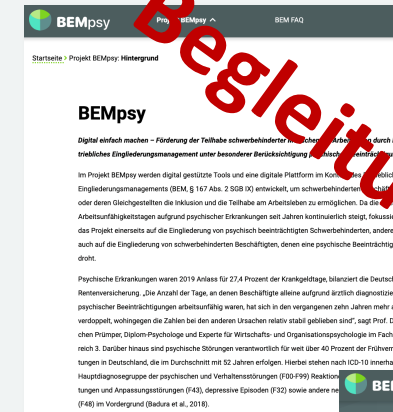 BEMpsy
Projekt BEMpsy
BEM FAQ
Startseite > Projekt BEMpsy: Hintergrund
Begleitu
BEMpsy
Digital einfach machen – Förderung der Teilhabe schwerbehinderter Menschen durch
triebliches Eingliederungsmanagement unter besonderer Berücksichtigung psychischer
Im Projekt BEMpsy werden digital gestützte Tools und eine digitale Plattform im
Eingliederungsmanagements (BEM, § 167 Abs. 2 SGB IX) entwickelt, um schwerbehinderten
oder deren Gleichgestellten die Inklusion und die Teilhabe am Arbeitsleben zu ermöglichen. Da die
Arbeitsunfähigkeitstagen aufgrund psychischer Erkrankungen seit Jahren kontinuierlich steigt, fokussie
das Projekt einerseits auf die Eingliederung von psychisch beeinträchtigten Schwerbehinderten, andere
auch auf die Eingliederung von schwerbehinderten Beschäftigten, denen eine psychische Beeinträchtig
droht.
Psychische Erkrankungen waren 2019 Anlass für 27,4 Prozent der Krankgeldtage, bilanziert die Deutsch
Rentenversicherung. „Die Anzahl der Tage, an denen Beschäftigte alleine aufgrund ärztlich diagnostizie
psychischer Beeinträchtigungen arbeitsunfähig waren, hat sich in den vergangenen zehn Jahren mehr a
verdoppelt, wohingegen die Zahlen bei den anderen Ursachen relativ stabil geblieben sind“, sagt Prof. D
chen Prümper, Diplom-Psychologe und Experte für Wirtschafts- und Organisationspsychologie im Fach
reich 3. Darüber hinaus sind psychische Störungen verantwortlich für weit über 40 Prozent der Frühver
tungen in Deutschland, die im Durchschnitt mit 52 Jahren erfolgen. Hierbei stehen nach ICD-10 innerha
Hauptdiagnosegruppe der psychischen und Verhaltensstörungen (F00-F99) Reaktion
tungen und Anpassungsstörungen (F43), depressive Episoden (F32) sowie andere ne
(F48) im Vordergrund (Badura et al., 2018).
BEM